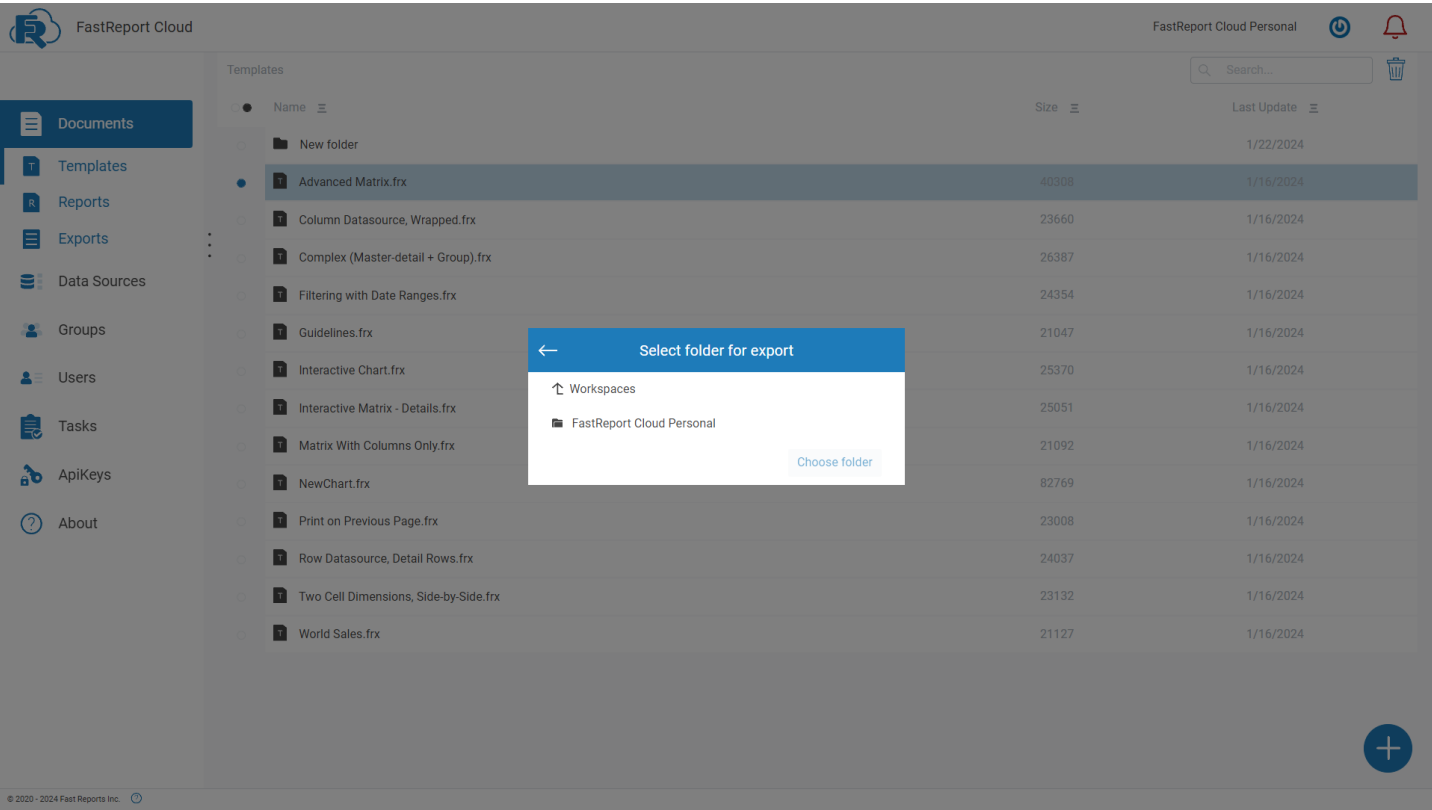 FastReport Cloud
FastReport Cloud Personal
Templates
Search...
Name
Size
Last Update
Documents
New folder
1/22/2024
Templates
Advanced Matrix.frx
40308
1/16/2024
Reports
Column Datasource, Wrapped.frx
23660
1/16/2024
Exports
Complex (Master-detail + Group).frx
26387
1/16/2024
Data Sources
Filtering with Date Ranges.frx
24354
1/16/2024
Groups
Guidelines.frx
21047
1/16/2024
Select folder for export
Users
Interactive Chart.frx
25370
1/16/2024
Workspaces
Interactive Matrix - Details.frx
25051
1/16/2024
Tasks
FastReport Cloud Personal
Matrix With Columns Only.frx
21092
1/16/2024
Choose folder
ApiKeys
NewChart.frx
82769
1/16/2024
About
Print on Previous Page.frx
23008
1/16/2024
Row Datasource, Detail Rows.frx
24037
1/16/2024
Two Cell Dimensions, Side-by-Side.frx
23132
1/16/2024
World Sales.frx
21127
1/16/2024
© 2020 - 2024 Fast Reports Inc.